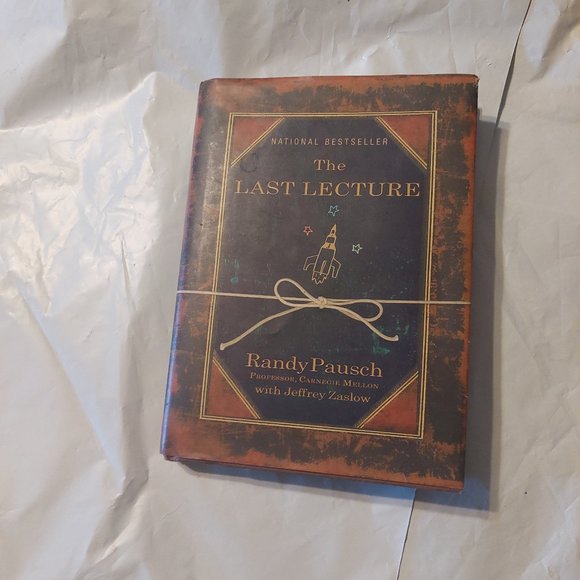 NATIONAL BESTSELLER
The
LAST LECTURE
Randy Pausch
PROFESSOR, CARNEGIE MELLON
with Jeffrey Zaslow